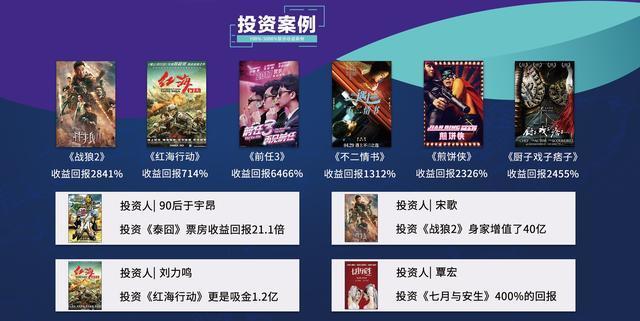 投资案例
《战狼2》
《红海行动》
《前任3》
《不二情书》
《煎饼侠》
《厨子戏子痞子》
收益回报2841%
收益回报714%
收益回报6466%
收益回报1312%
收益回报2326%
收益回报2455%
投资人| 90后于宇昂
投资《泰囧》票房收益回报21.1倍
投资人| 宋歌
投资《战狼2》身家增值了40亿
投资人| 刘力鸣
投资《红海行动》更是吸金1.2亿
投资人| 覃宏
投资《七月与安生》400%的回报